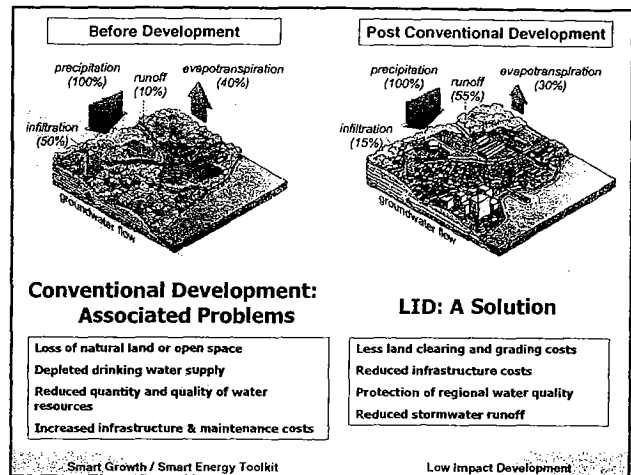 Before Development
precipitation
(100%)
runoff
(10%)
evapotranspiration
(40%)
infiltration
(50%)
groundwater flow
Post Conventional Development
precipitation
(100%)
runoff
(55%)
evapotranspiration
(30%)
infiltration
(15%)
groundwater flow
Conventional Development:
Associated Problems
Loss of natural land or open space
Depleted drinking water supply
Reduced quantity and quality of water
resources
Increased infrastructure & maintenance costs
LID: A Solution
Less land clearing and grading costs
Reduced infrastructure costs
Protection of regional water quality
Reduced stormwater runoff
Smart Growth / Smart Energy Toolkit
Low Impact Development